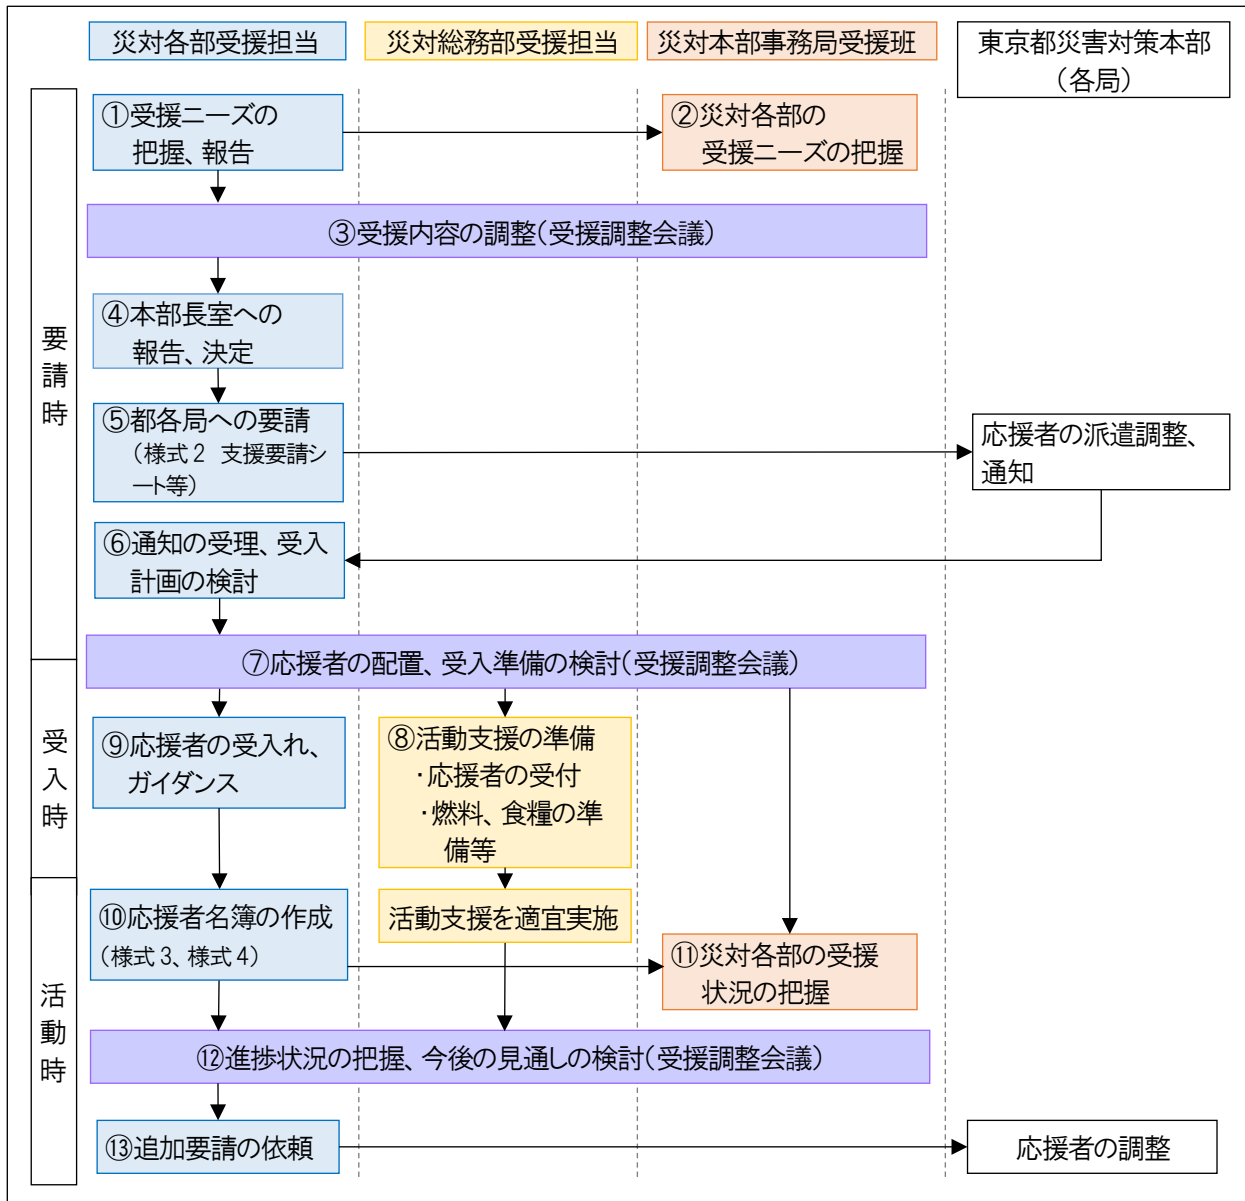 災対各部受援担当
災対総務部受援担当
災対本部事務局受援班
東京都災害対策本部
（各局）
要請時
①受援ニーズの
把握、報告
②災対各部の
受援ニーズの把握
③受援内容の調整（受援調整会議）
④本部長室への
報告、決定
⑤都各局への要請
（様式２　支援要請シ
ート等）
応援者の派遣調整、
通知
⑥通知の受理、受入
計画の検討
⑦応援者の配置、受入準備の検討（受援調整会議）
受入時
⑨応援者の受入れ、
ガイダンス
⑧活動支援の準備
・応援者の受付
・燃料、食糧の準
備等
活動時
⑩応援者名簿の作成
（様式３、様式４）
活動支援を適宜実施
⑪災対各部の受援
状況の把握
⑫進捗状況の把握、今後の見通しの検討（受援調整会議）
⑬追加要請の依頼
応援者の調整